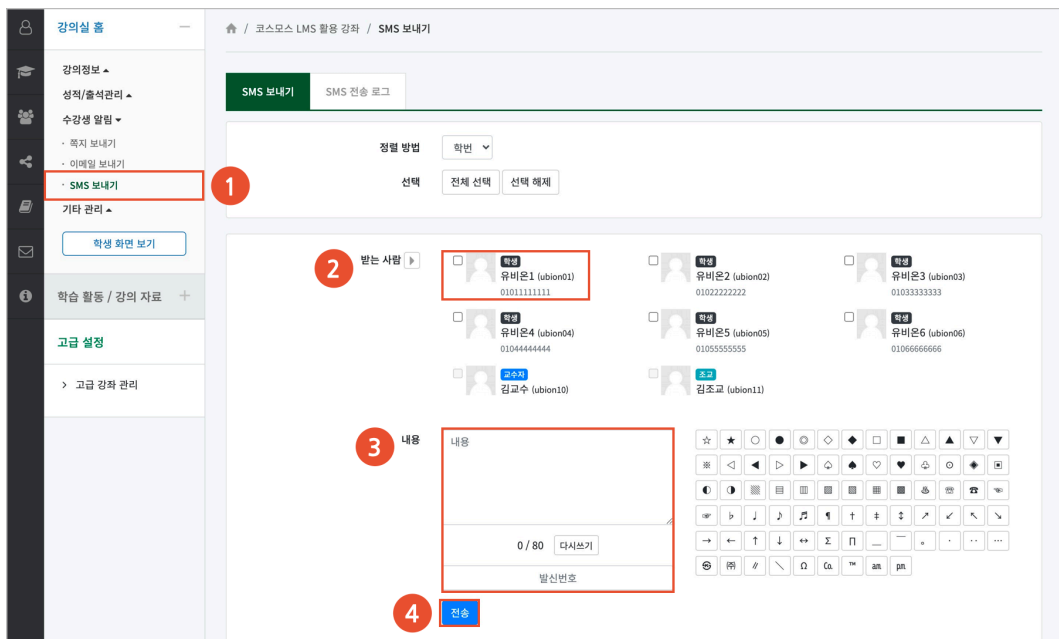 강의실 홈
강의정보
성적/출석관리
수강생 알림
· 쪽지 보내기
· 이메일 보내기
· SMS 보내기
기타 관리
학생 화면 보기
학습 활동 / 강의 자료
고급 설정
고급 강좌 관리
/ 코스모스 LMS 활용 강좌 / SMS 보내기
SMS 보내기 SMS 전송 로그
정렬 방법 학번
선택 전체 선택 선택 해제
1
2
받는 사람
학생
유비온1 (ubion01)
01011111111
학생
유비온2 (ubion02)
01022222222
학생
유비온3 (ubion03)
01033333333
학생
유비온4 (ubion04)
01044444444
학생
유비온5 (ubion05)
01055555555
학생
유비온6 (ubion06)
01066666666
교수자
김교수 (ubion10)
조교
김조교 (ubion11)
3
내용
내용
0 / 80 다시쓰기
발신번호
☆ ★ ○ ● ◎ ◇ ◆ □ ■ △ ▲ ▽ ▼
※ ◁ ◀ ▷ ▶ ♤ ♠ ♡ ♥ ♧ ⊙ ◈ ▣
◐ ◑ ▒ ▤ ▥ ▨ ▧ ▦ ▩ ♨ ☏ ☎ ☜
☞ ♭ ♩ ♪ ♬ ¶ † ‡ ↕ ↗ ↙ ↖ ↘
→ ← ↑ ↓ ↔ Σ Π ＿ ￣ 。 · ‥ …
㉿ ㈜ ∥ ＼ Ω ㏇ ™ ㏂ ㏘
4
전송